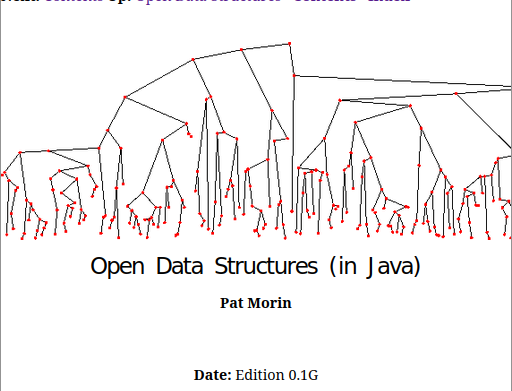 Open Data Structures (in Java)
Pat Morin
Date: Edition 0.1G